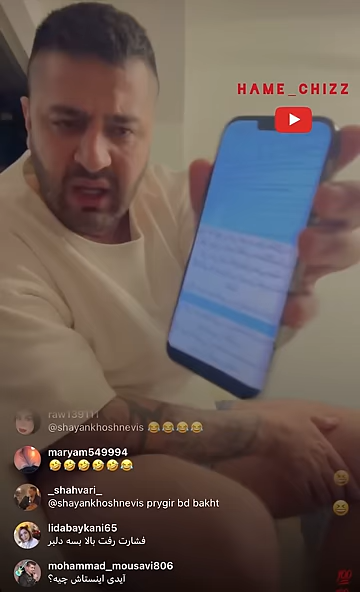 HAME_CHIZZ
raw139111
@shayankhoshnevis 😂😂😂😂
maryam549994
🤣🤣🤣🤣🤣😂
_shahvari_
@shayankhoshnevis prygir bd bakht
lidabaykani65
فشارت رفت بالا بسه دلبر
mohammad_mousavi806
آیدی اینستاش چیه؟